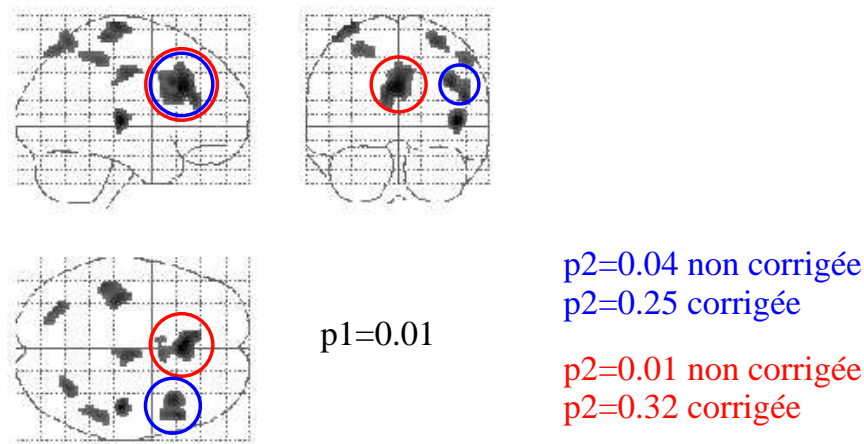 p1=0.01
p2=0.04 non corrigée
p2=0.25 corrigée
p2=0.01 non corrigée
p2=0.32 corrigée